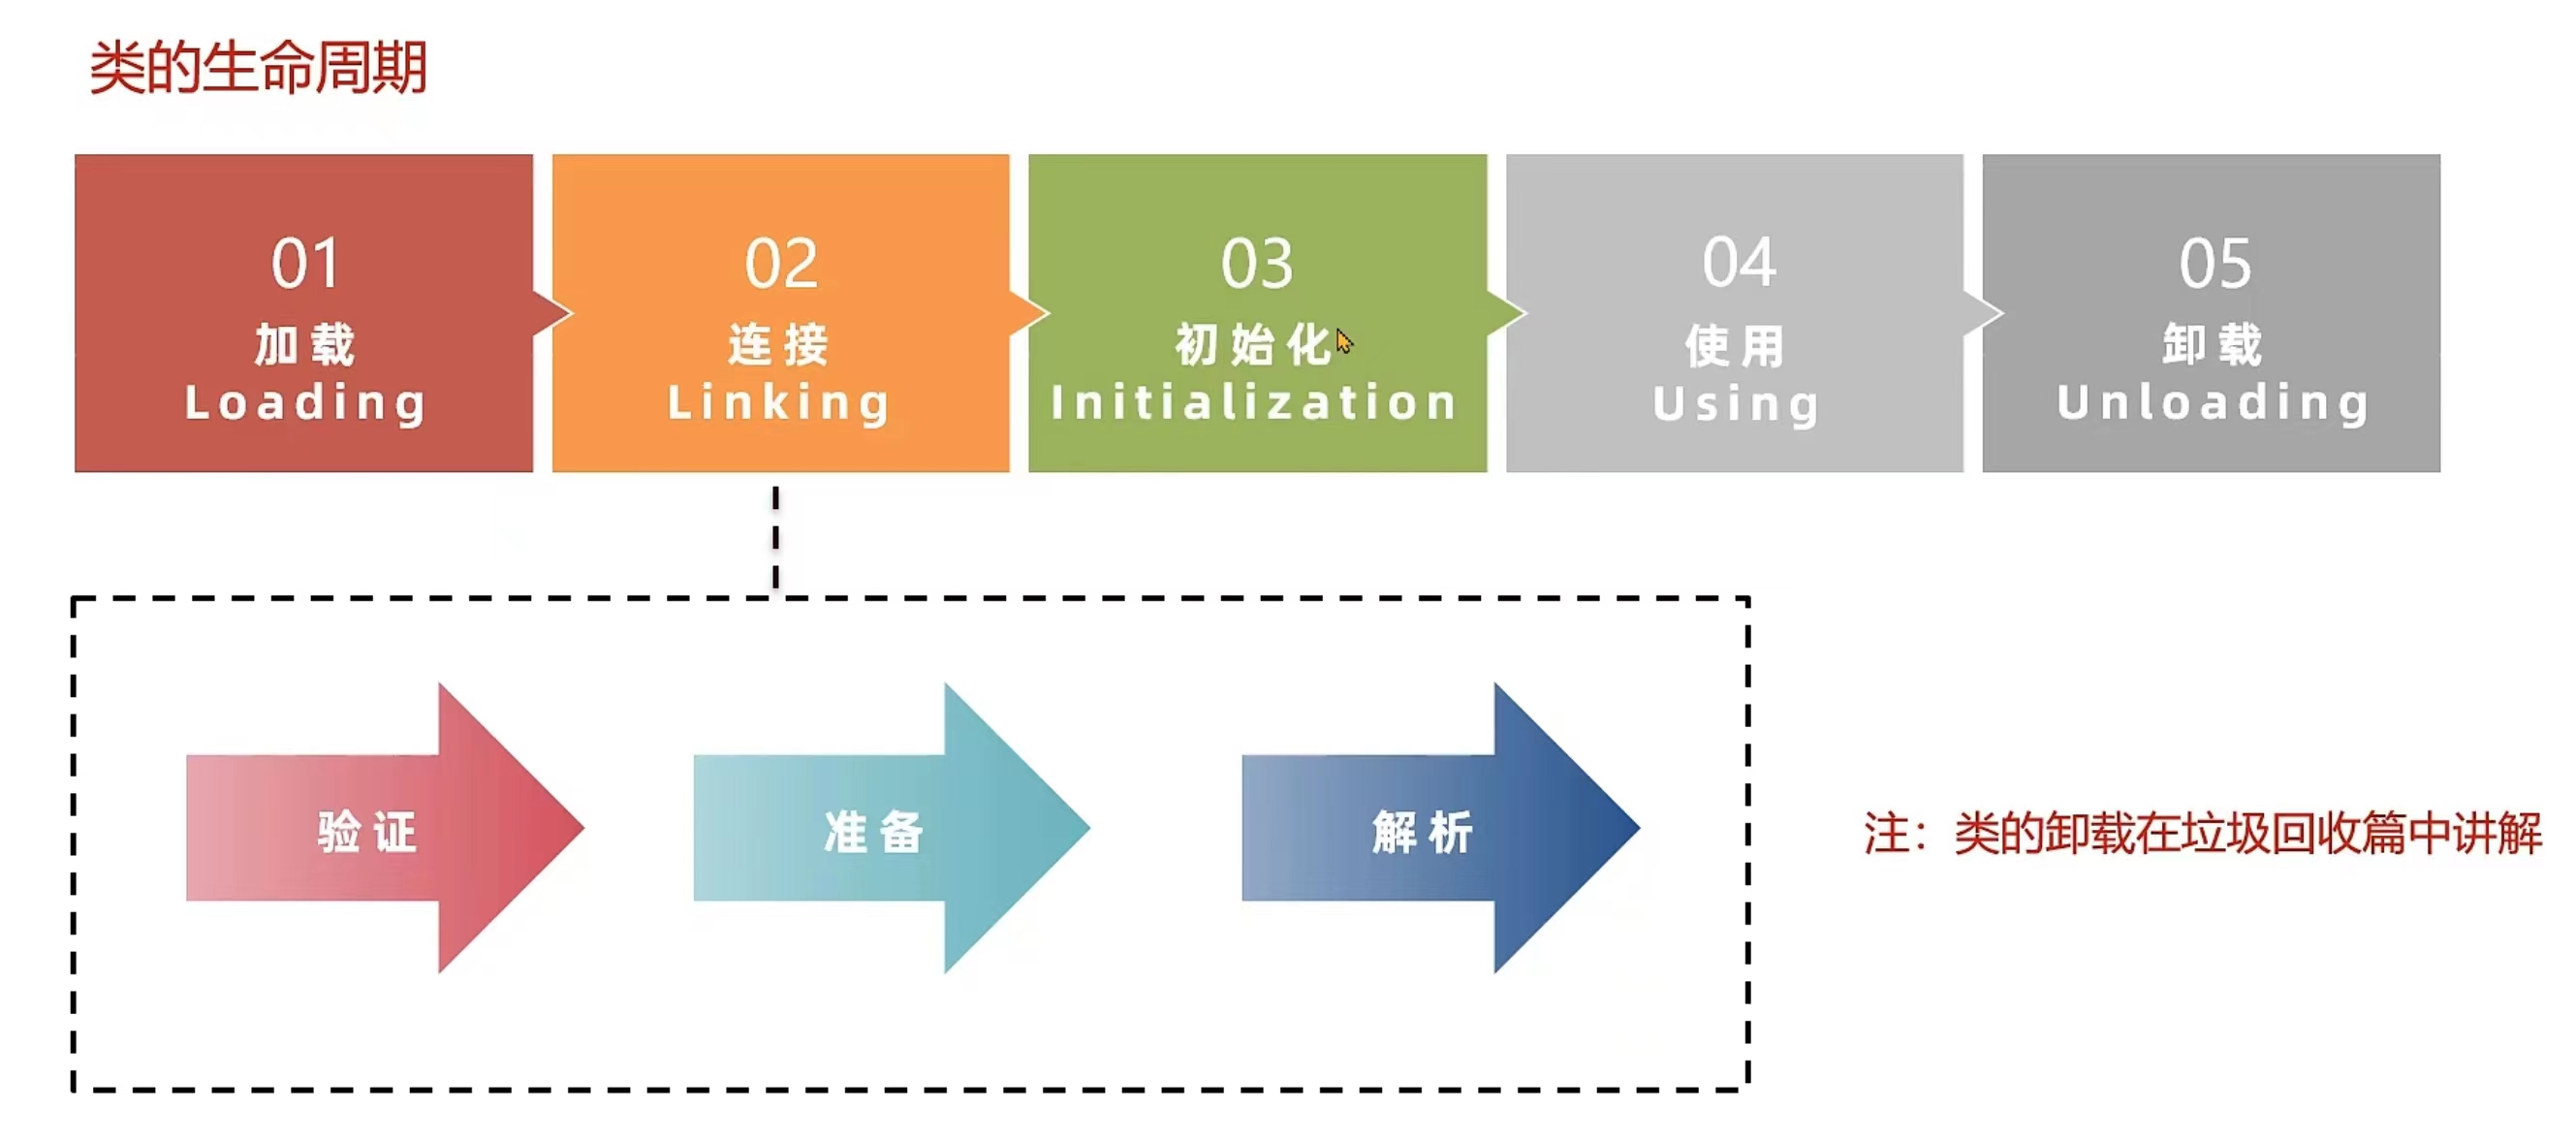 类的生命周期
01
加载
Loading
02
连接
Linking
03
初始化
Initialization
04
使用
Using
05
卸载
Unloading
验证
准备
解析
注：类的卸载在垃圾回收篇中讲解